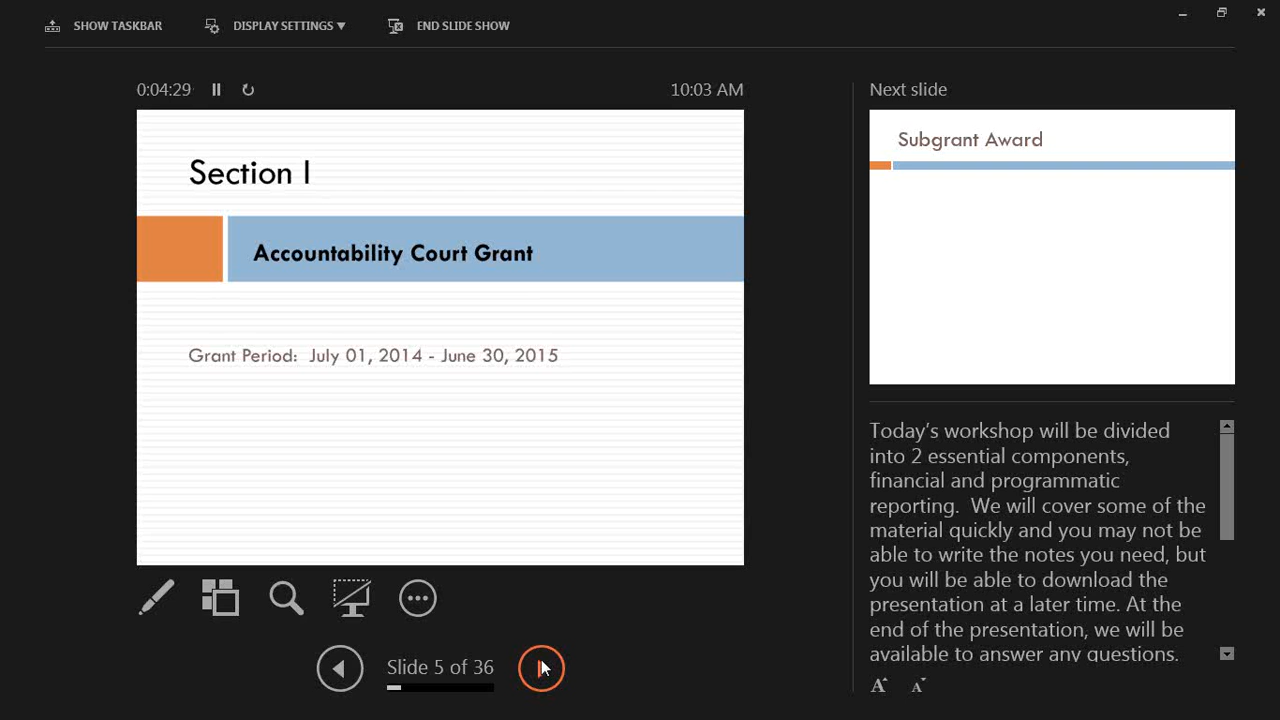 SHOW TASKBAR
DISPLAY SETTINGS
END SLIDE SHOW
0:04:29
10:03 AM
Section I
Accountability Court Grant
Grant Period: July 01, 2014 - June 30, 2015
Slide 5 of 36
Next slide
Subgrant Award
Today's workshop will be divided
into 2 essential components,
financial and programmatic
reporting. We will cover some of the
material quickly and you may not be
able to write the notes you need, but
you will be able to download the
presentation at a later time. At the
end of the presentation, we will be
available to answer any questions.
A A